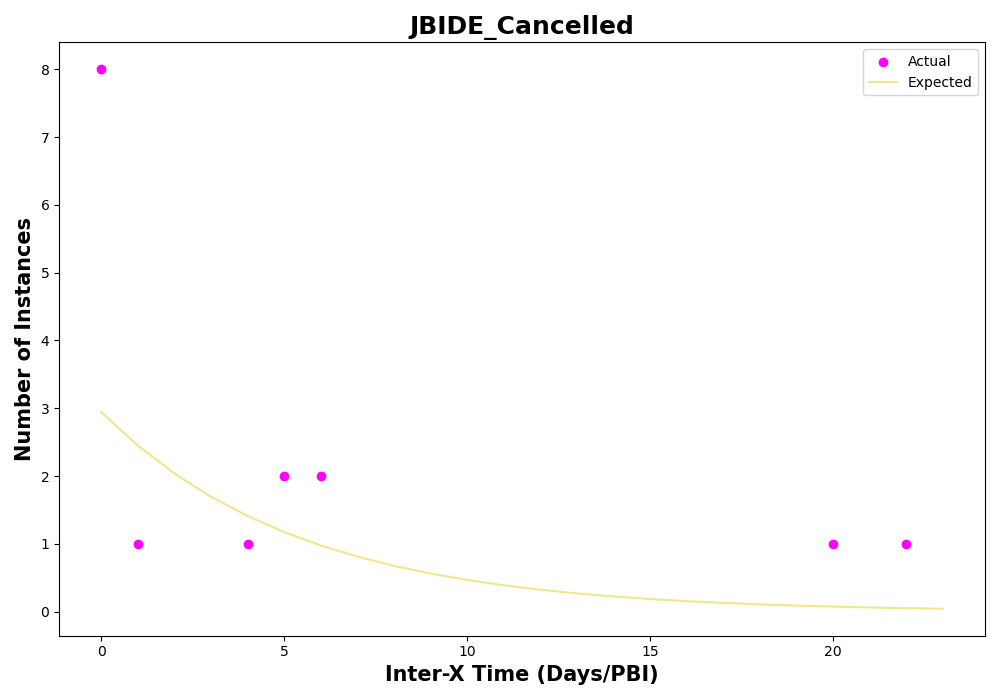 JBIDE_Cancelled
Actual
Expected
8
7
6
5
4
3
2
1
0
Number of Instances
0 5 10 15 20
Inter-X Time (Days/PBI)